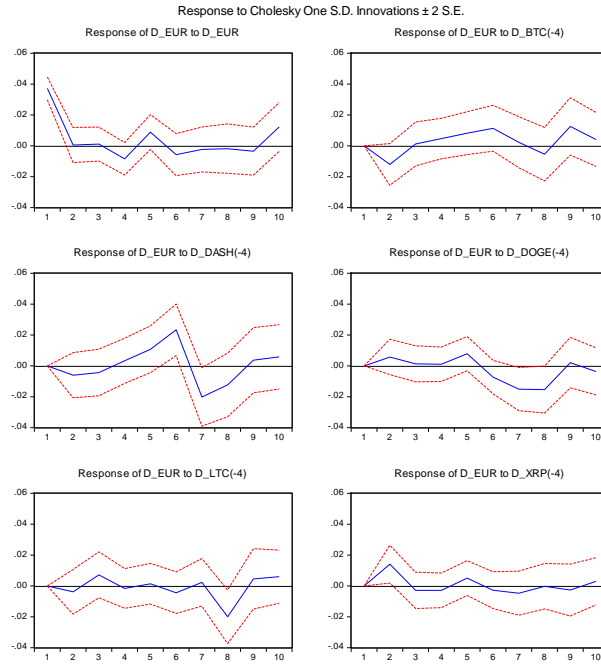 Response to Cholesky One S.D. Innovations ± 2 S.E.
Response of D_EUR to D_EUR
.06
.04
.02
.00
-.02
-.04
1 2 3 4 5 6 7 8 9 10
Response of D_EUR to D_BTC(-4)
.06
.04
.02
.00
-.02
-.04
1 2 3 4 5 6 7 8 9 10
Response of D_EUR to D_DASH(-4)
.06
.04
.02
.00
-.02
-.04
1 2 3 4 5 6 7 8 9 10
Response of D_EUR to D_DOGE(-4)
.06
.04
.02
.00
-.02
-.04
1 2 3 4 5 6 7 8 9 10
Response of D_EUR to D_LTC(-4)
.06
.04
.02
.00
-.02
-.04
1 2 3 4 5 6 7 8 9 10
Response of D_EUR to D_XRP(-4)
.06
.04
.02
.00
-.02
-.04
1 2 3 4 5 6 7 8 9 10